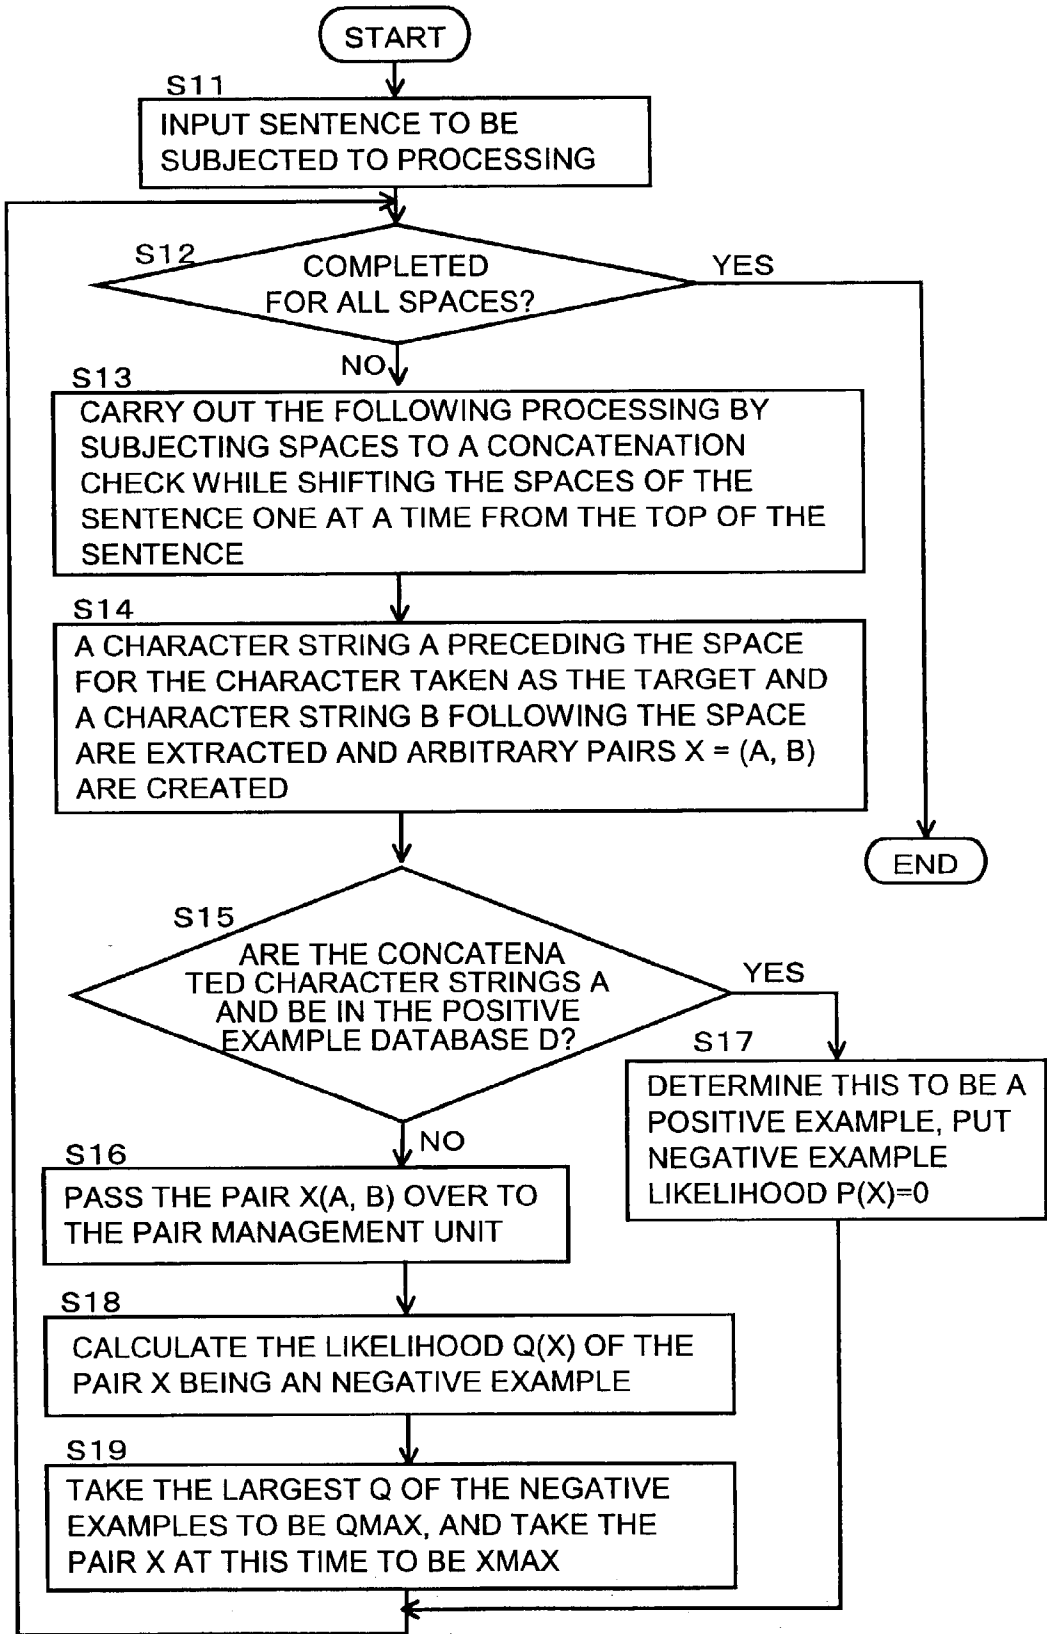 START
S11
INPUT SENTENCE TO BE
SUBJECTED TO PROCESSING
S12
COMPLETED
FOR ALL SPACES?
YES
NO
S13
CARRY OUT THE FOLLOWING PROCESSING BY
SUBJECTING SPACES TO A CONCATENATION
CHECK WHILE SHIFTING THE SPACES OF THE
SENTENCE ONE AT A TIME FROM THE TOP OF THE
SENTENCE
S14
A CHARACTER STRING A PRECEDING THE SPACE
FOR THE CHARACTER TAKEN AS THE TARGET AND
A CHARACTER STRING B FOLLOWING THE SPACE
ARE EXTRACTED AND ARBITRARY PAIRS X = (A, B)
ARE CREATED
END
S15
ARE THE CONCATENA
TED CHARACTER STRINGS A
AND BE IN THE POSITIVE
EXAMPLE DATABASE D?
YES
S17
DETERMINE THIS TO BE A
POSITIVE EXAMPLE, PUT
NEGATIVE EXAMPLE
LIKELIHOOD P(X)=0
NO
S16
PASS THE PAIR X(A, B) OVER TO
THE PAIR MANAGEMENT UNIT
S18
CALCULATE THE LIKELIHOOD Q(X) OF THE
PAIR X BEING AN NEGATIVE EXAMPLE
S19
TAKE THE LARGEST Q OF THE NEGATIVE
EXAMPLES TO BE QMAX, AND TAKE THE
PAIR X AT THIS TIME TO BE XMAX